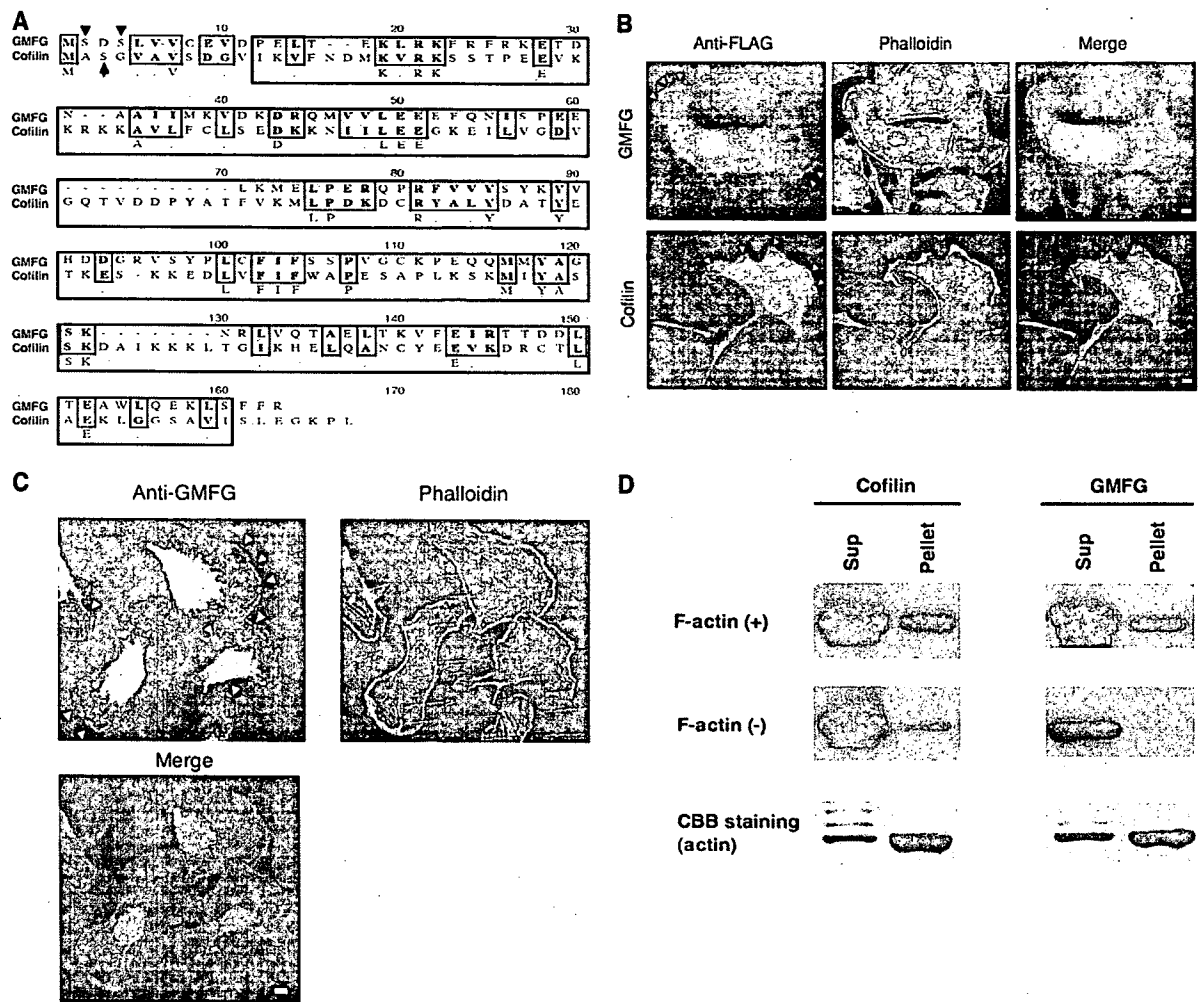 A
10 20 30
GMFG M S D S L V V C E V D P E L T - - E K L R K F R F R K E T D
Cofilin M A S G V A V S D G V I K V F N D M K V R K S S T P E E V K
M V K R K E
40 50 60
GMFG N - - A A I I M K V D K D R Q M V V L E E E F Q N I S P E E
Cofilin K R K K A V L F C L S E D K K N I I L E E G K E I L V G D V
A D L E E
70 80 90
GMFG - - - - - - - - - - L K M E L P E R Q P R F V V Y S Y K Y V
Cofilin G Q T V D D P Y A T F V K M L P D K D C R Y A L Y D A T Y E
L P R Y Y
100 110 120
GMFG H D D G R V S Y P L C F I F S S P V G C K P E Q Q M M Y A G
Cofilin T K E S - K K E D L V F I F W A P E S A P L K S K M I Y A S
L F I F P M Y A
130 140 150
GMFG S K - - - - - - - N R L V Q T A E L T K V F E I R T T D D L
Cofilin S K D A I K K K L T G I K H E L Q A N C Y E E V K D R C T L
S K E L
160 170 180
GMFG T E A W L Q E K L S F F R
Cofilin A E K L G G S A V I S L E G K P L
E
B
Anti-FLAG Phalloidin Merge
GMFG
Cofilin
C
Anti-GMFG Phalloidin
Merge
D
Cofilin GMFG
Sup Pellet Sup Pellet
F-actin (+)
F-actin (-)
CBB staining
(actin)